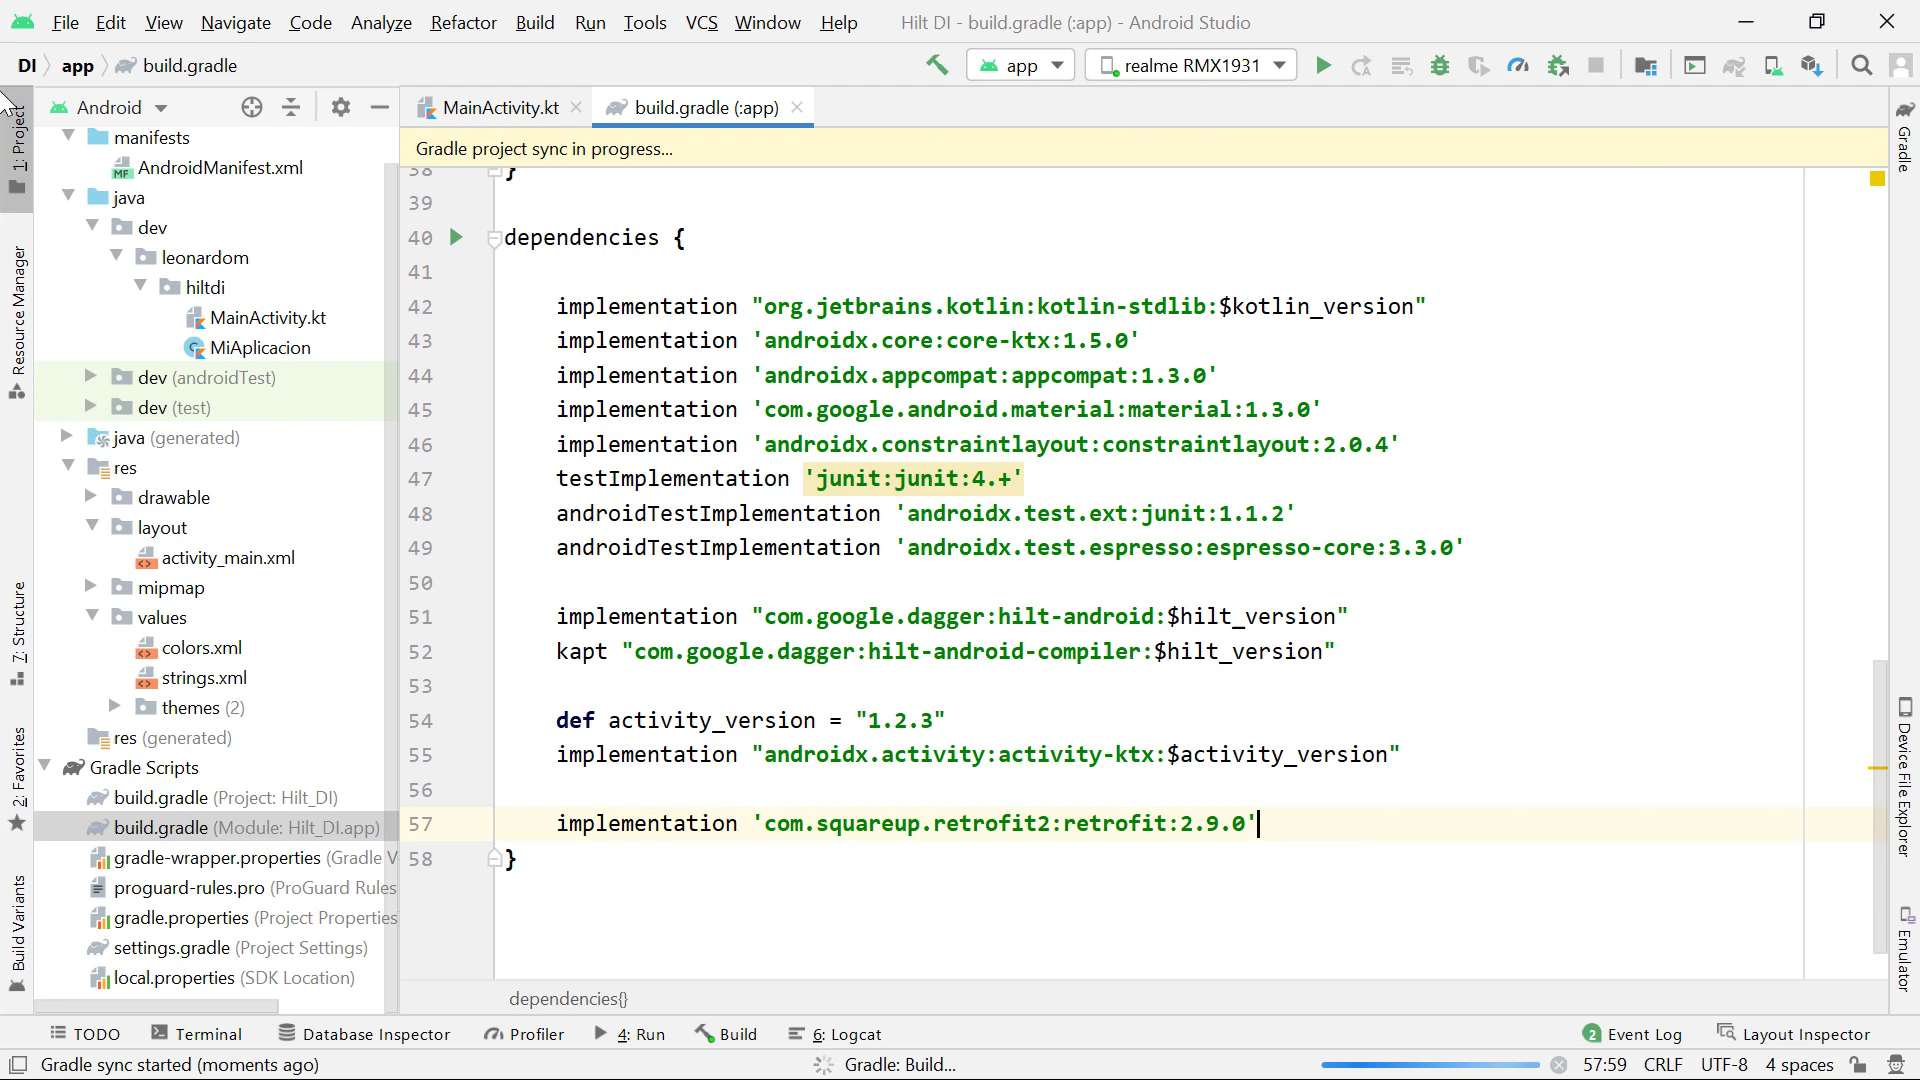 File Edit View Navigate Code Analyze Refactor Build Run Tools VCS Window Help Hilt DI - build.gradle (:app) - Android Studio
DI app build.gradle app realme RMX1931
Android
MainActivity.kt build.gradle (:app)
Gradle project sync in progress...
1: Project
Resource Manager
7: Structure
2: Favorites
Build Variants
manifests
AndroidManifest.xml
java
dev
leonardom
hiltdi
MainActivity.kt
MiAplicacion
dev (androidTest)
dev (test)
java (generated)
res
drawable
layout
activity_main.xml
mipmap
values
colors.xml
strings.xml
themes (2)
res (generated)
Gradle Scripts
build.gradle (Project: Hilt_DI)
build.gradle (Module: Hilt_DI.app)
gradle-wrapper.properties (Gradle V
proguard-rules.pro (ProGuard Rules
gradle.properties (Project Properties
settings.gradle (Project Settings)
local.properties (SDK Location)
38 }
39
40 dependencies {
41
42 implementation "org.jetbrains.kotlin:kotlin-stdlib:$kotlin_version"
43 implementation 'androidx.core:core-ktx:1.5.0'
44 implementation 'androidx.appcompat:appcompat:1.3.0'
45 implementation 'com.google.android.material:material:1.3.0'
46 implementation 'androidx.constraintlayout:constraintlayout:2.0.4'
47 testImplementation 'junit:junit:4.+'
48 androidTestImplementation 'androidx.test.ext:junit:1.1.2'
49 androidTestImplementation 'androidx.test.espresso:espresso-core:3.3.0'
50
51 implementation "com.google.dagger:hilt-android:$hilt_version"
52 kapt "com.google.dagger:hilt-android-compiler:$hilt_version"
53
54 def activity_version = "1.2.3"
55 implementation "androidx.activity:activity-ktx:$activity_version"
56
57 implementation 'com.squareup.retrofit2:retrofit:2.9.0'
58 }
dependencies{}
Gradle
Device File Explorer
Emulator
TODO Terminal Database Inspector Profiler 4: Run Build 6: Logcat 2 Event Log Layout Inspector
Gradle sync started (moments ago) Gradle: Build... 57:59 CRLF UTF-8 4 spaces